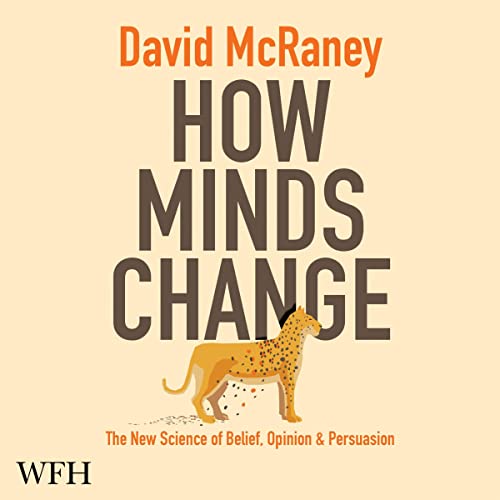 David McRaney
HOW
MINDS
CHANGE
The New Science of Belief, Opinion & Persuasion
WFH